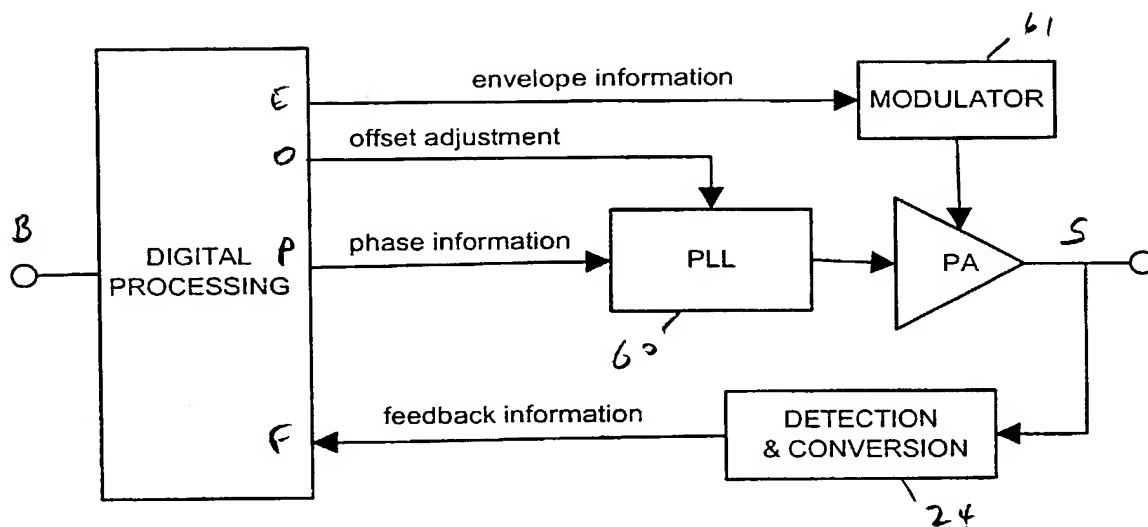 61
E
envelope information
MODULATOR
O
offset adjustment
B
DIGITAL
PROCESSING
P
phase information
PLL
PA
S
60
F
feedback information
DETECTION
& CONVERSION
24